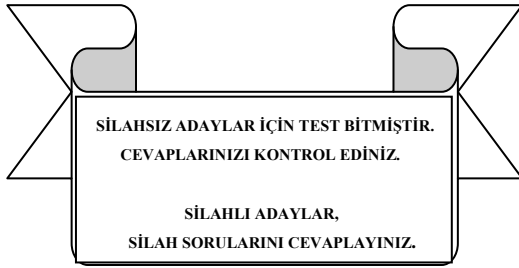 SİLAHSIZ ADAYLAR İÇİN TEST BİTMİŞTİR.
CEVAPLARINIZI KONTROL EDİNİZ.
SİLAHLI ADAYLAR,
SİLAH SORULARINI CEVAPLAYINIZ.